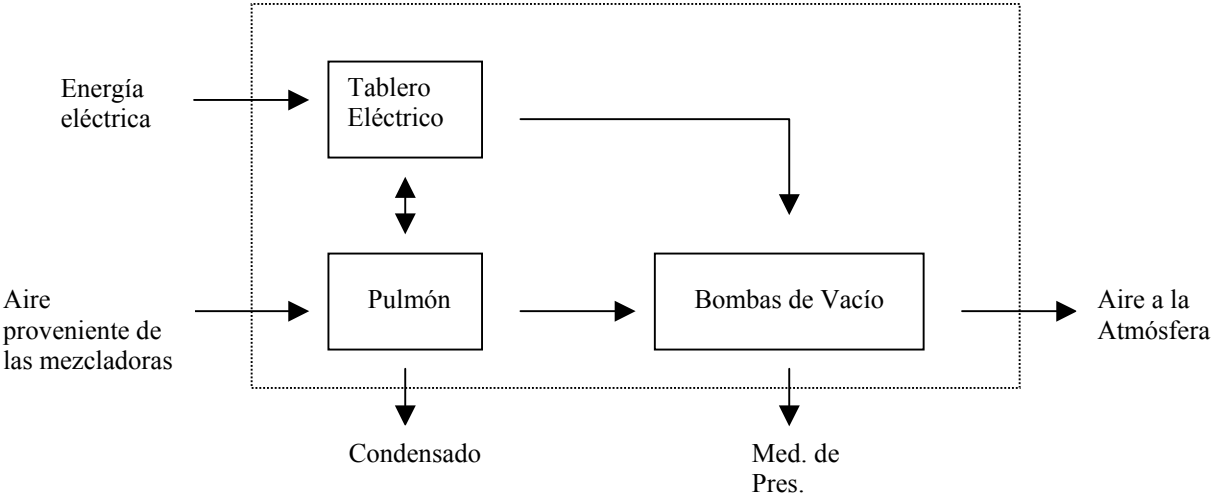 Energía
eléctrica
Tablero
Eléctrico
Aire
proveniente de
las mezcladoras
Pulmón
Bombas de Vacío
Aire a la
Atmósfera
Condensado
Med. de
Pres.